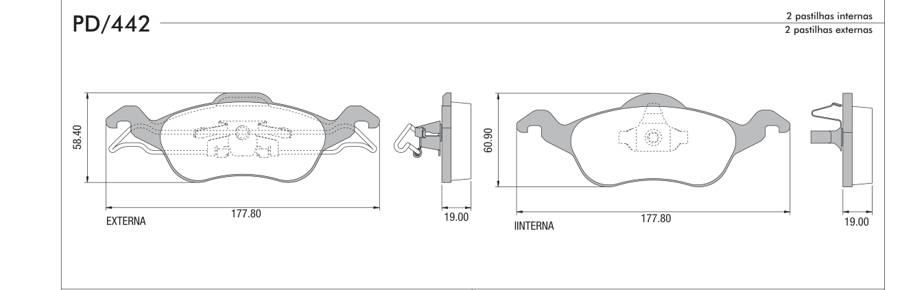 PD/442
2 pastilhas internas
2 pastilhas externas
58.40
EXTERNA
177.80
19.00
60.90
IINTERNA
177.80
19.00